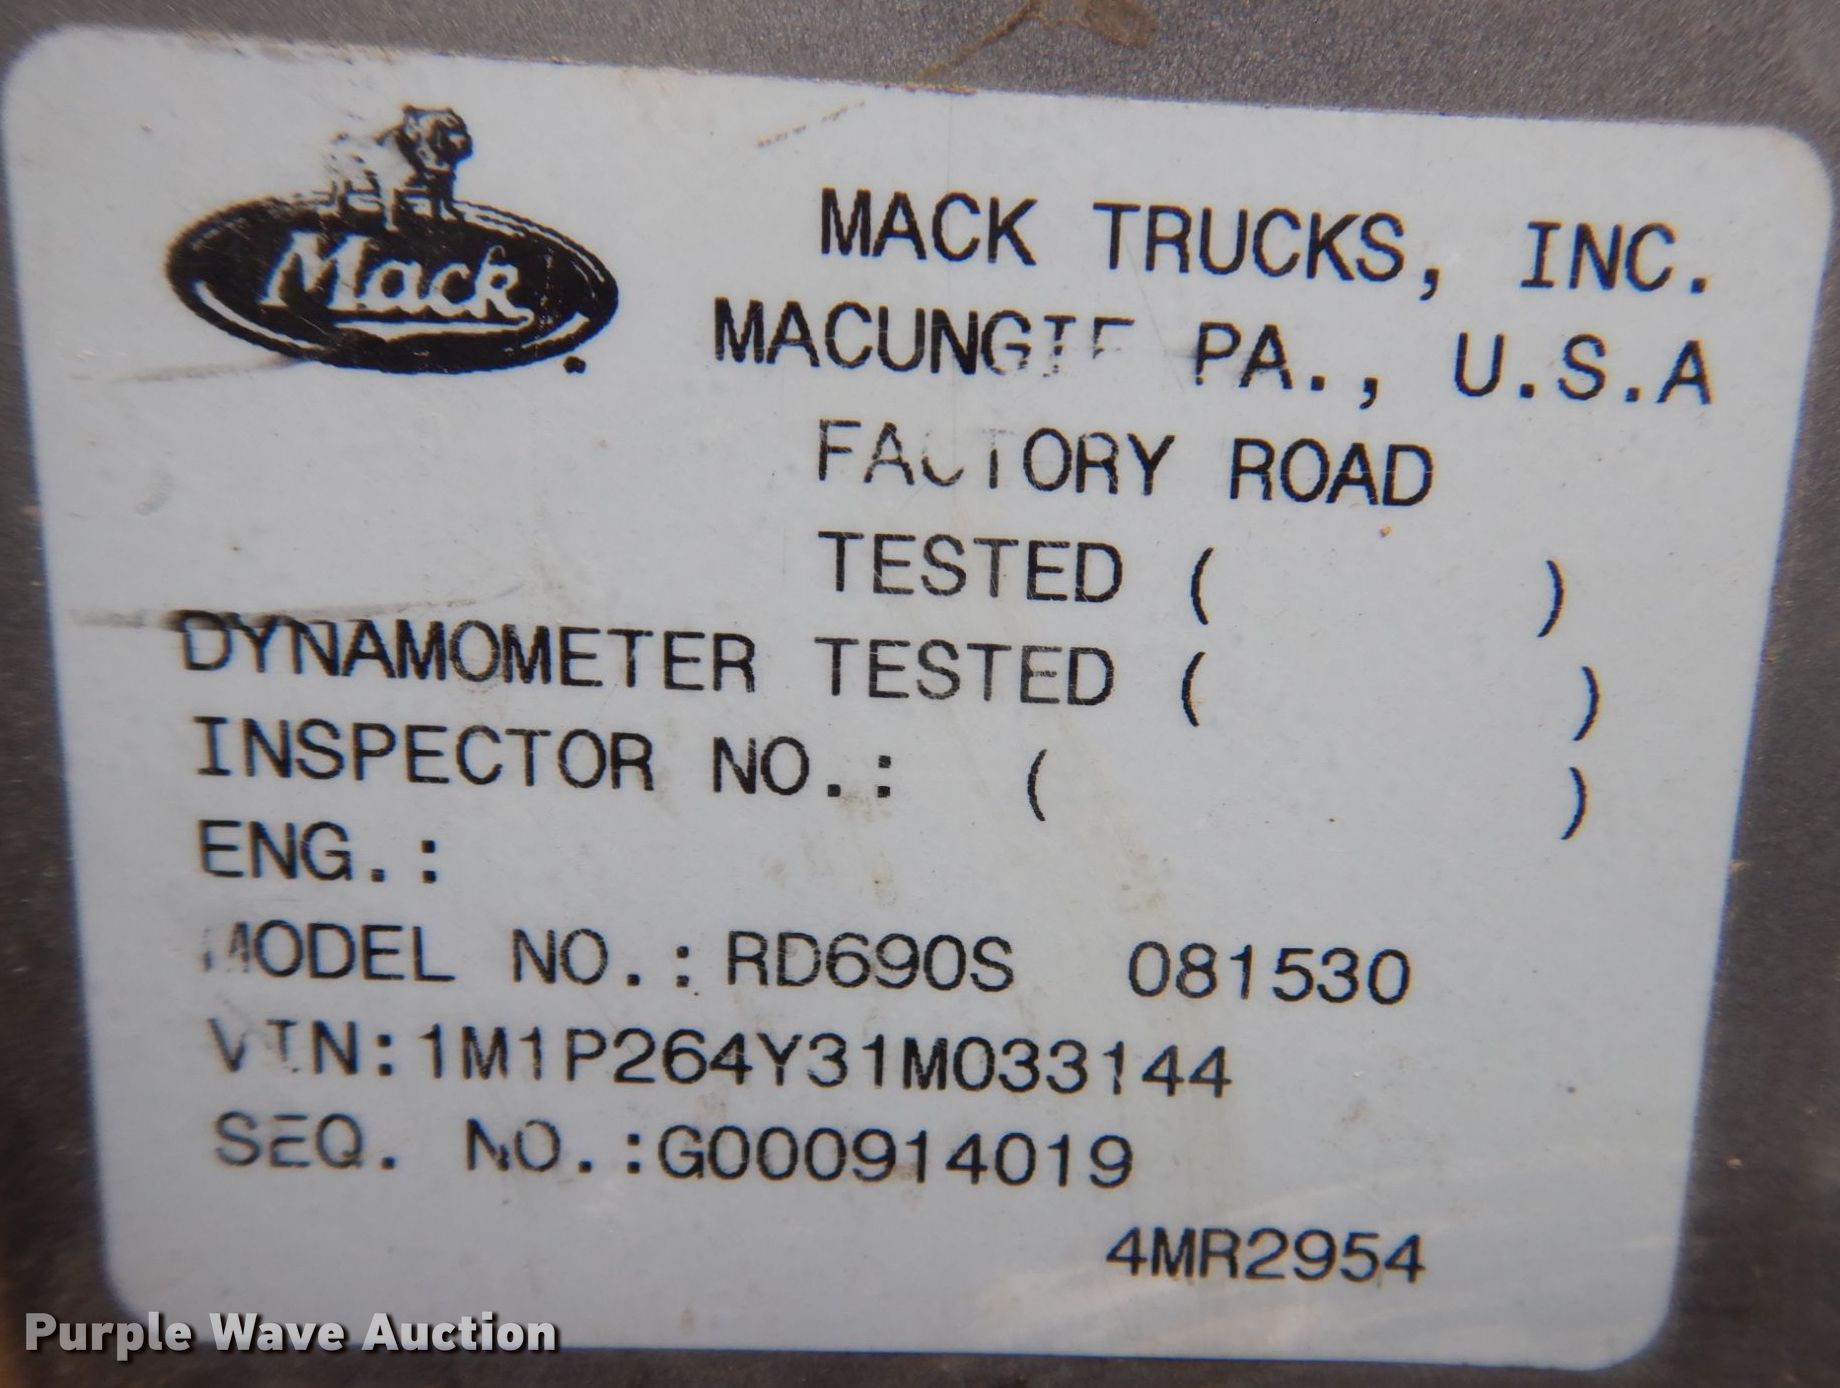 Mack
MACK TRUCKS, INC.
MACUNGIE PA., U.S.A
FACTORY ROAD
TESTED ( )
DYNAMOMETER TESTED ( )
INSPECTOR NO.: ( )
ENG.:
MODEL NO.:RD690S 081530
VIN:1M1P264Y31M033144
SEQ. NO.:G000914019
4MR2954
Purple Wave Auction